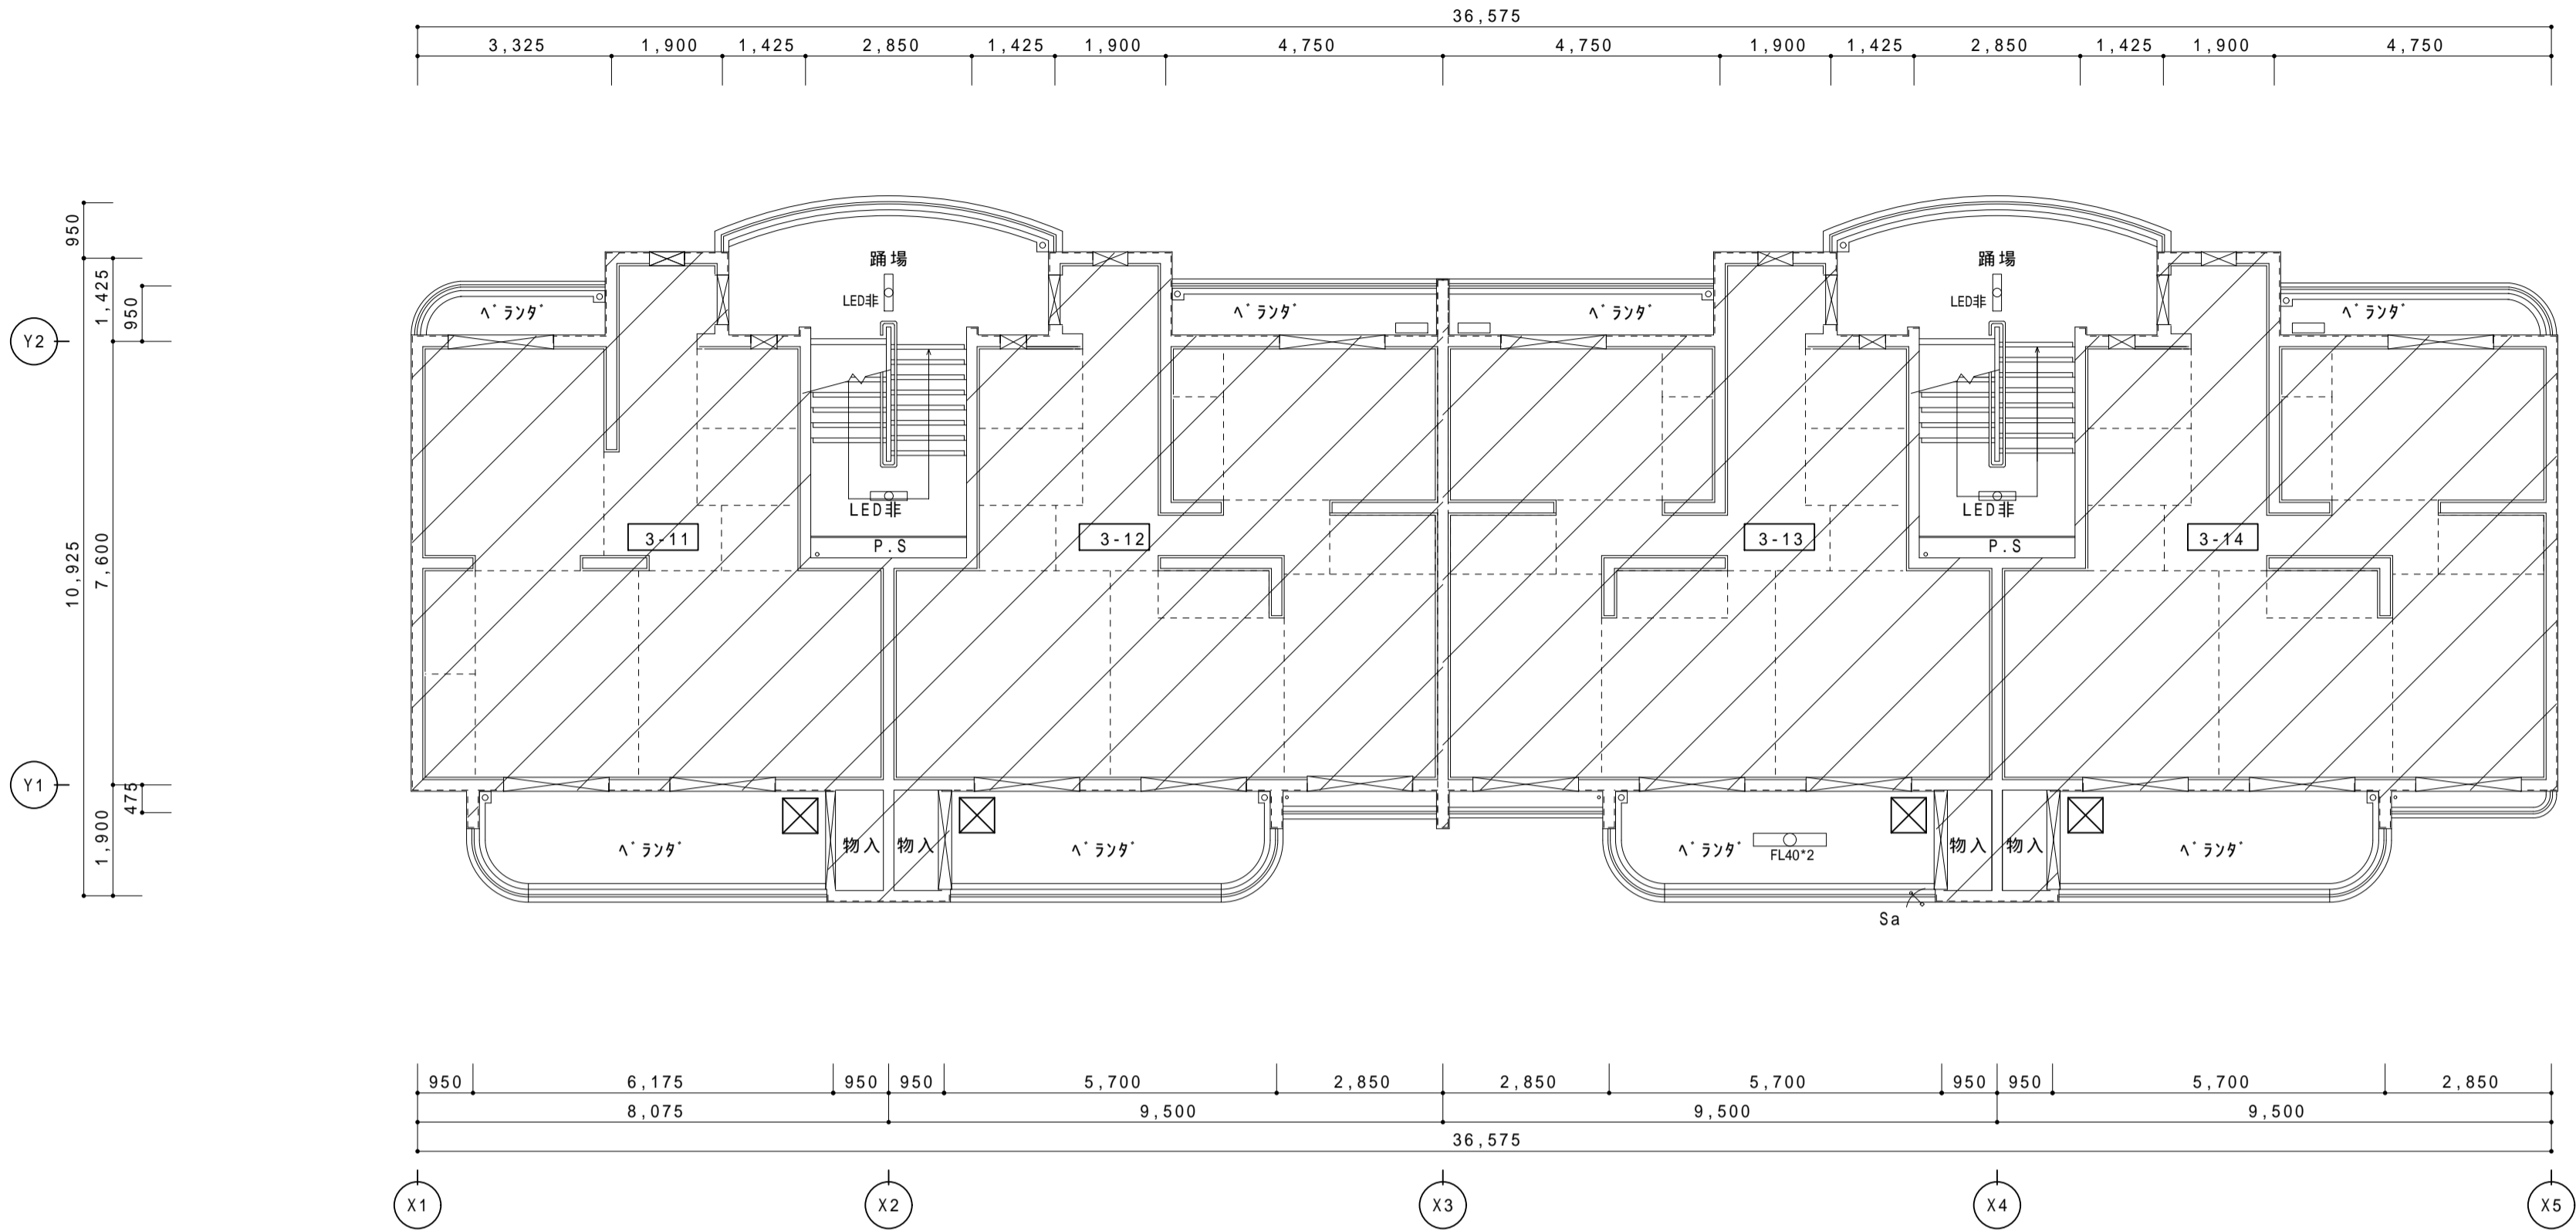 36,575
3,325 1,900 1,425 2,850 1,425 1,900 4,750 4,750 1,900 1,425 2,850 1,425 1,900 4,750
950
踊場 踊場
1,425
950
LED非 LED非
ﾍﾞﾗﾝﾀﾞ ﾍﾞﾗﾝﾀﾞ ﾍﾞﾗﾝﾀﾞ ﾍﾞﾗﾝﾀﾞ
Y2
LED非 LED非
3-11 3-12 3-13 3-14
P.S P.S
10,925
7,600
Y1
475
1,900
ﾍﾞﾗﾝﾀﾞ 物入 物入 ﾍﾞﾗﾝﾀﾞ ﾍﾞﾗﾝﾀﾞ FL40*2 物入 物入 ﾍﾞﾗﾝﾀﾞ
Sa
950 6,175 950 950 5,700 2,850 2,850 5,700 950 950 5,700 2,850
8,075 9,500 9,500 9,500
36,575
X1 X2 X3 X4 X5